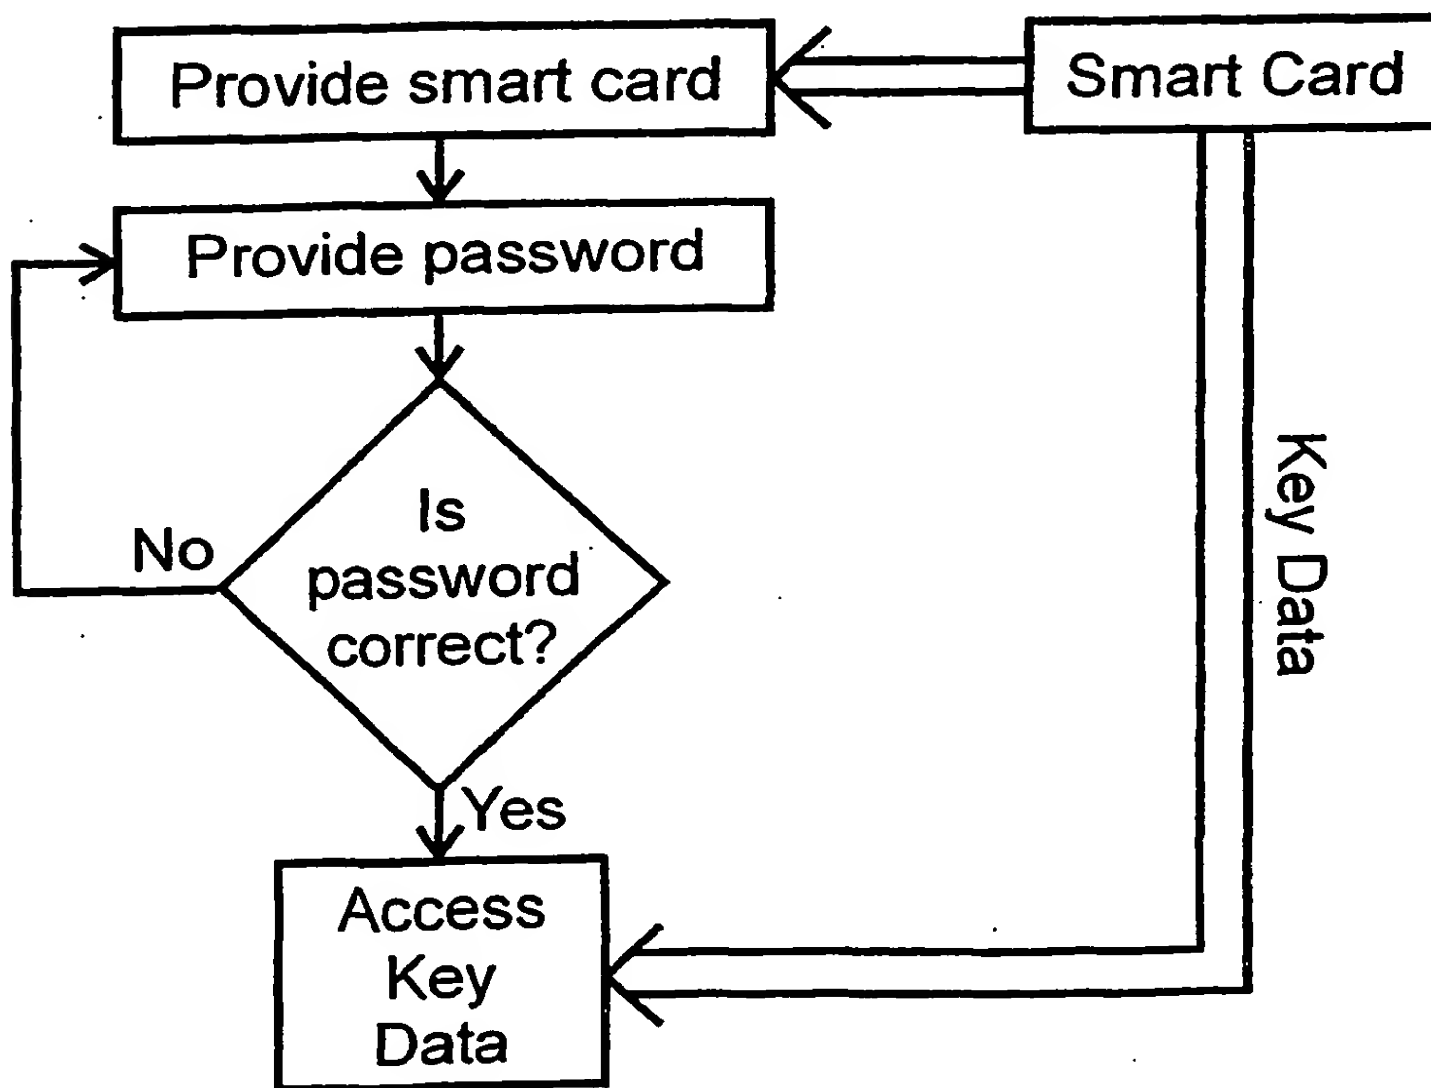 Provide smart card
Smart Card
Provide password
Is
password
correct?
No
Yes
Key Data
Access
Key
Data